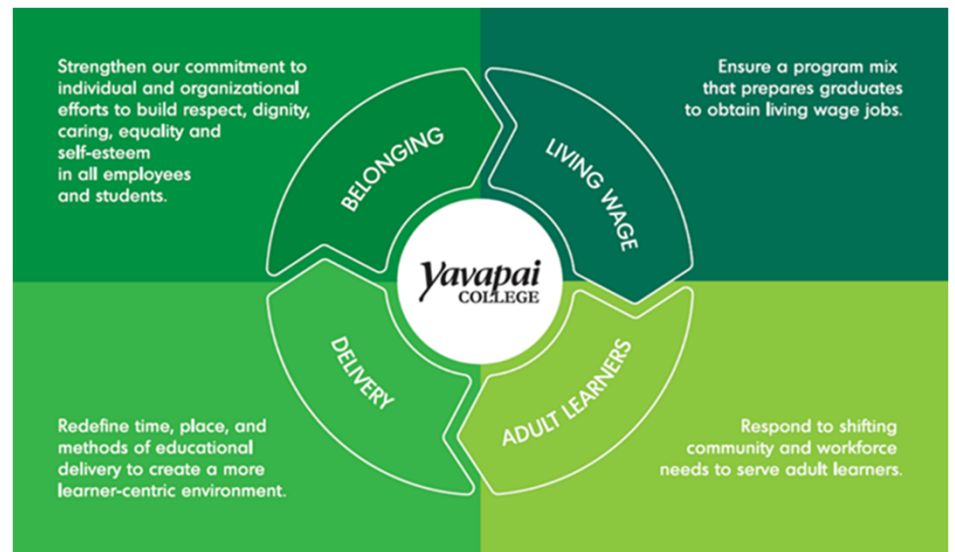 Strengthen our commitment to
individual and organizational
efforts to build respect, dignity,
caring, equality and
self-esteem
in all employees
and students.
BELONGING
LIVING WAGE
Ensure a program mix
that prepares graduates
to obtain living wage jobs.
Yavapai
COLLEGE
DELIVERY
ADULT LEARNERS
Redefine time, place, and
methods of educational
delivery to create a more
learner-centric environment.
Respond to shifting
community and workforce
needs to serve adult learners.